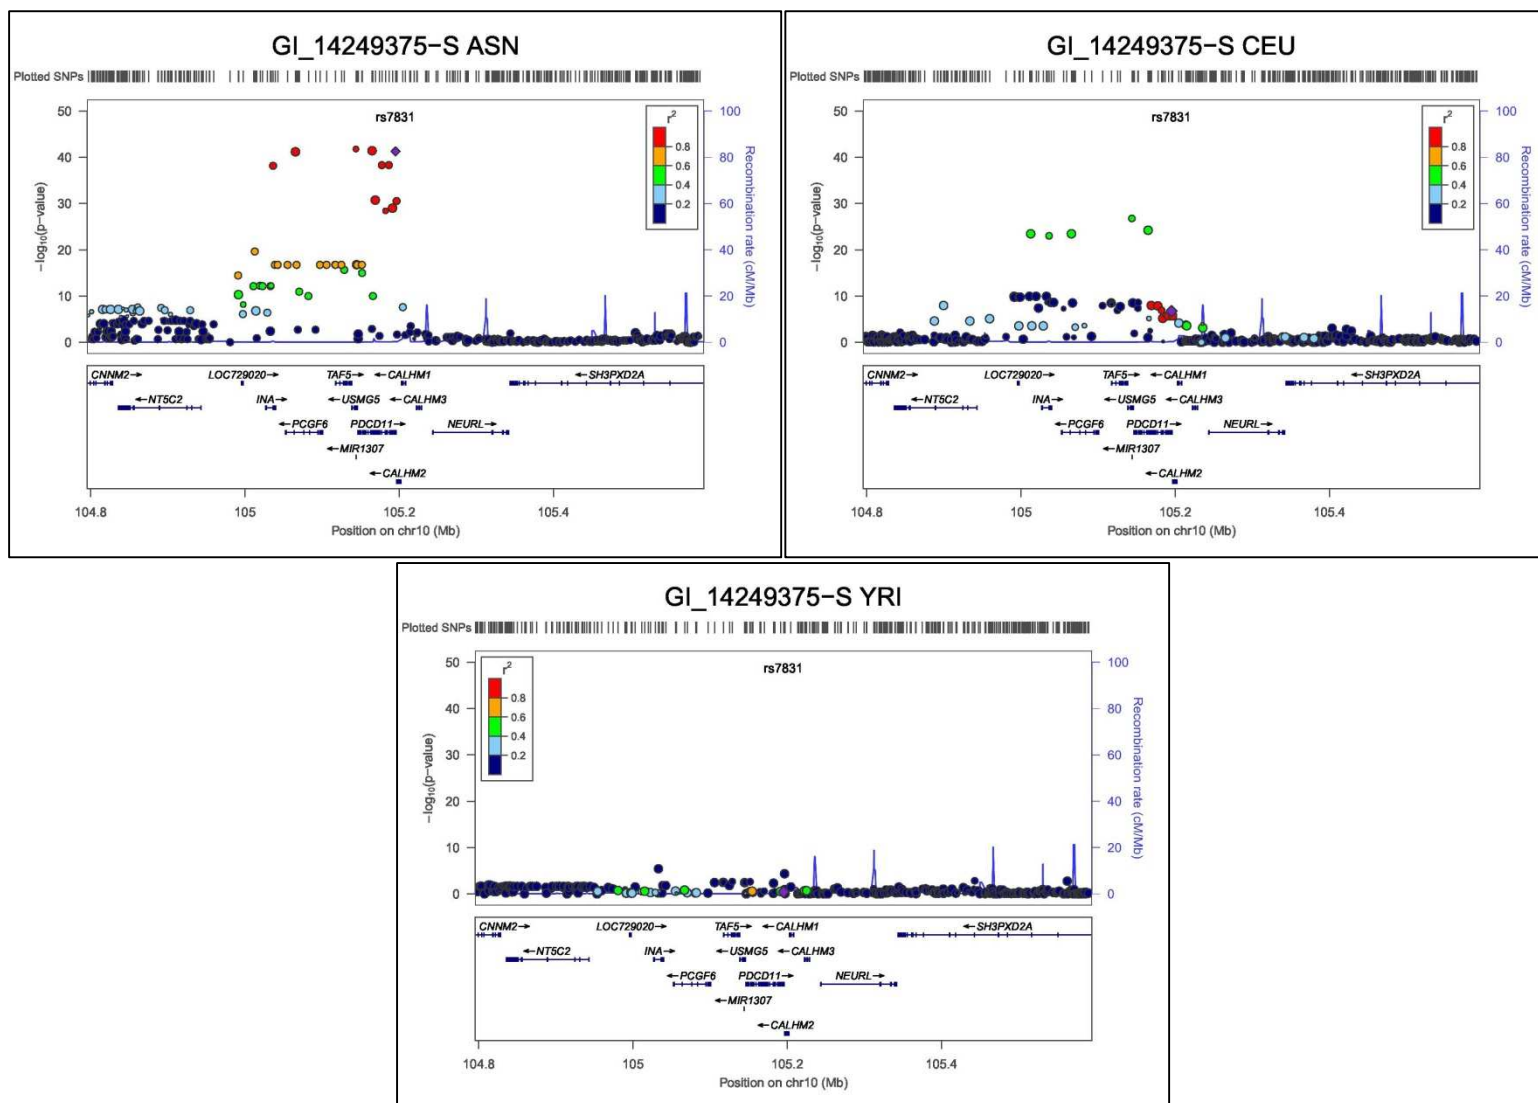 GI_14249375−S ASN
Plotted SNPs
rs7831
r²
0.8
0.6
0.4
0.2
50
40
30
20
10
0
−log₁₀(p−value)
100
80
60
40
20
0
Recombination rate (cM/Mb)
CNNM2→ LOC729020→ TAF5→ ←CALHM1 ←SH3PXD2A
←NT5C2 INA→ ←USMG5 ←CALHM3
←PCGF6 PDCD11→ NEURL→
←MIR1307
←CALHM2
104.8 105 105.2 105.4
Position on chr10 (Mb)
GI_14249375−S CEU
Plotted SNPs
rs7831
r²
0.8
0.6
0.4
0.2
50
40
30
20
10
0
−log₁₀(p−value)
100
80
60
40
20
0
Recombination rate (cM/Mb)
CNNM2→ LOC729020→ TAF5→ ←CALHM1 ←SH3PXD2A
←NT5C2 INA→ ←USMG5 ←CALHM3
←PCGF6 PDCD11→ NEURL→
←MIR1307
←CALHM2
104.8 105 105.2 105.4
Position on chr10 (Mb)
GI_14249375−S YRI
Plotted SNPs
rs7831
r²
0.8
0.6
0.4
0.2
50
40
30
20
10
0
−log₁₀(p−value)
100
80
60
40
20
0
Recombination rate (cM/Mb)
CNNM2→ LOC729020→ TAF5→ ←CALHM1 ←SH3PXD2A
←NT5C2 INA→ ←USMG5 ←CALHM3
←PCGF6 PDCD11→ NEURL→
←MIR1307
←CALHM2
104.8 105 105.2 105.4
Position on chr10 (Mb)